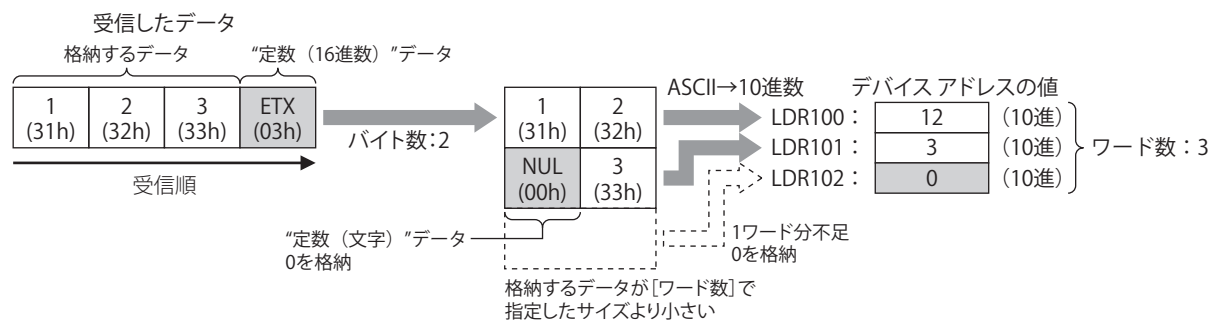 受信したデータ
格納するデータ
“定数（16進数）”データ
1
(31h)
2
(32h)
3
(33h)
ETX
(03h)
受信順
バイト数：2
1
(31h)
2
(32h)
NUL
(00h)
3
(33h)
“定数（文字）”データ
0を格納
格納するデータが［ワード数］で
指定したサイズより小さい
ASCII→10進数
デバイス アドレスの値
LDR100： 12 （10進）
LDR101： 3 （10進）
LDR102： 0 （10進）
ワード数：3
1ワード分不足
0を格納